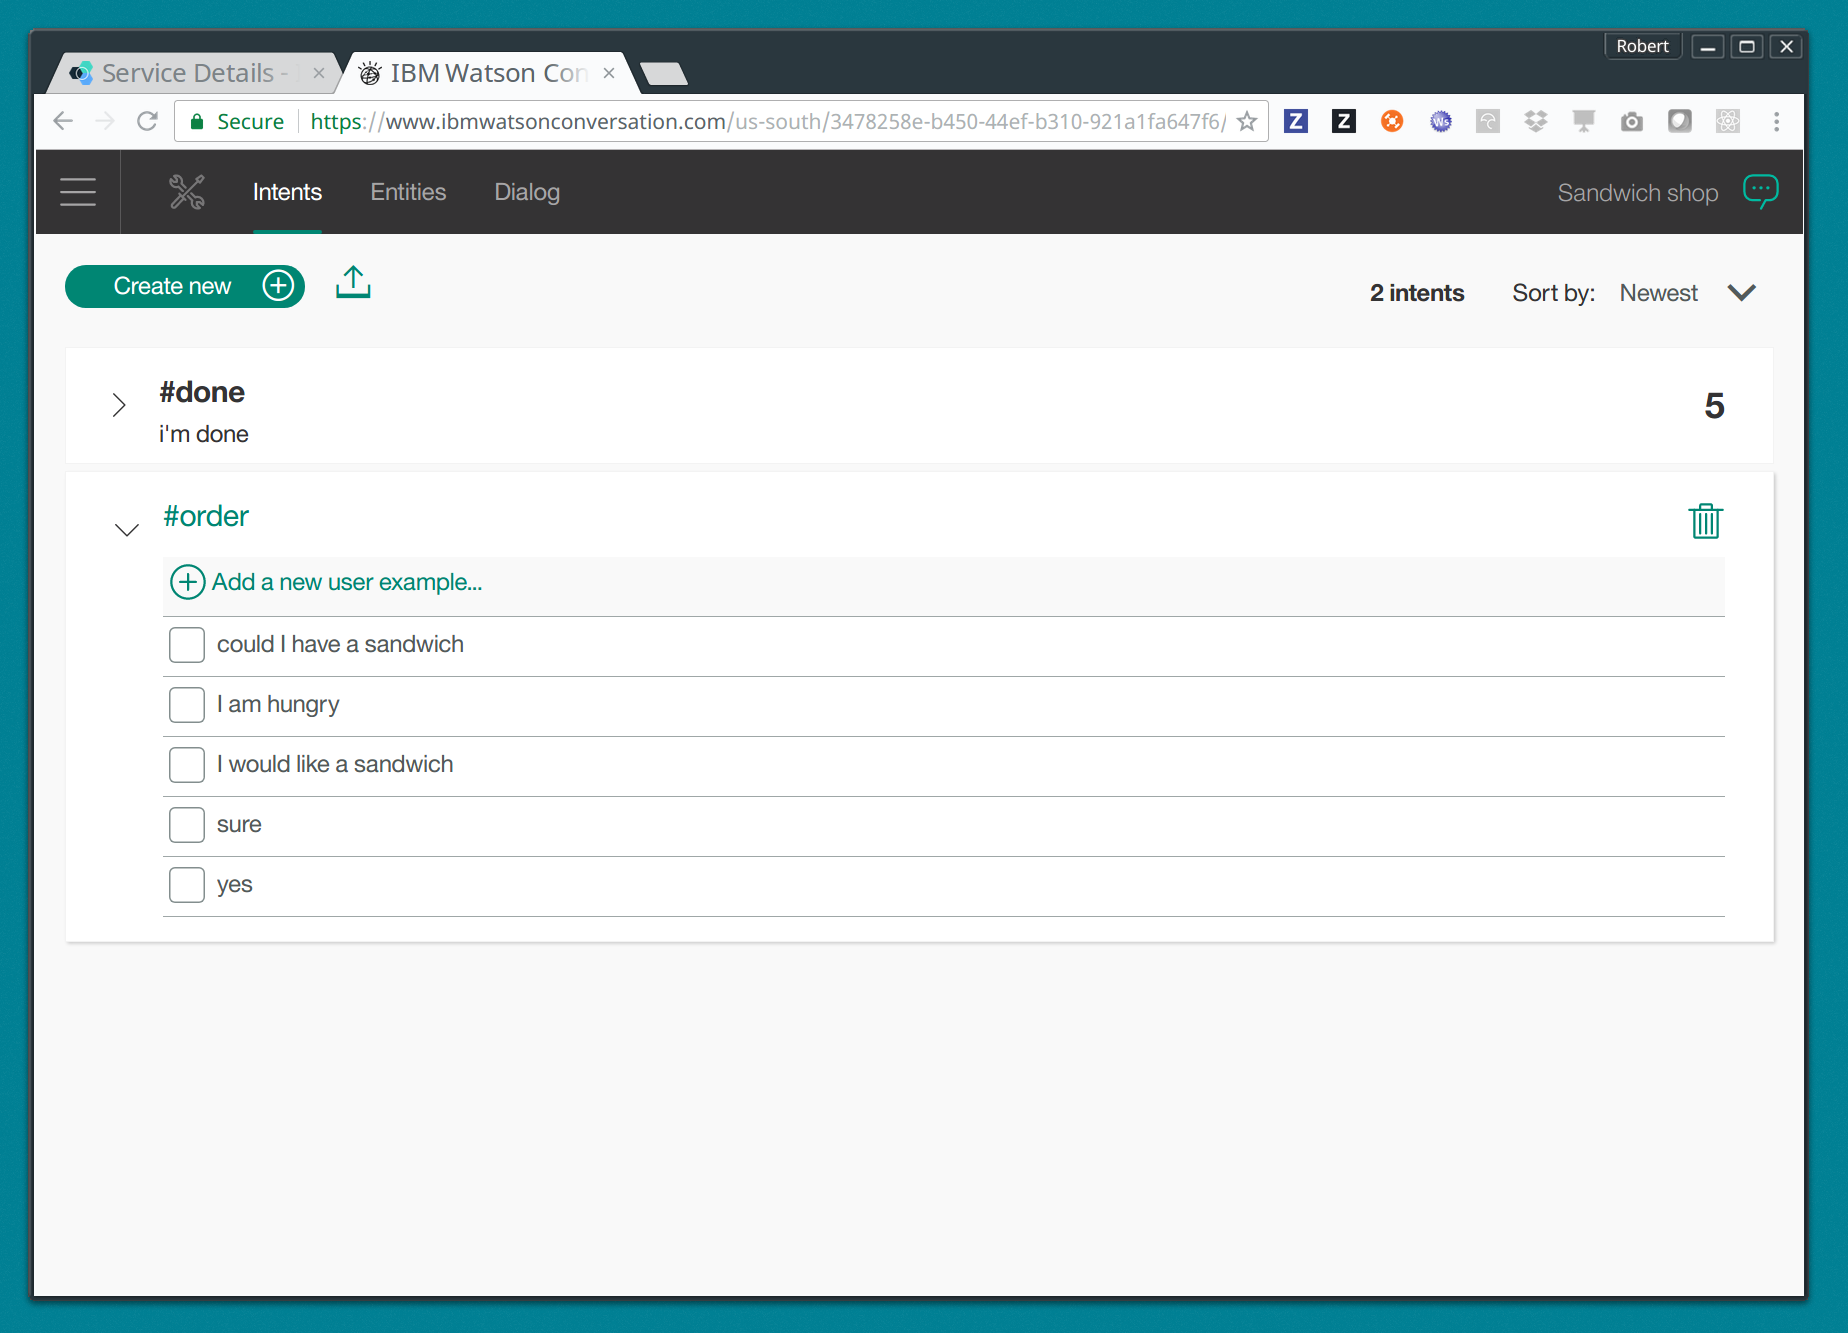 Robert
Service Details -
IBM Watson Con
Secure https://www.ibmwatsonconversation.com/us-south/3478258e-b450-44ef-b310-921a1fa647f6/
Z Z Ws
Intents Entities Dialog Sandwich shop
Create new 2 intents Sort by: Newest
#done
i'm done
5
#order
Add a new user example...
could I have a sandwich
I am hungry
I would like a sandwich
sure
yes